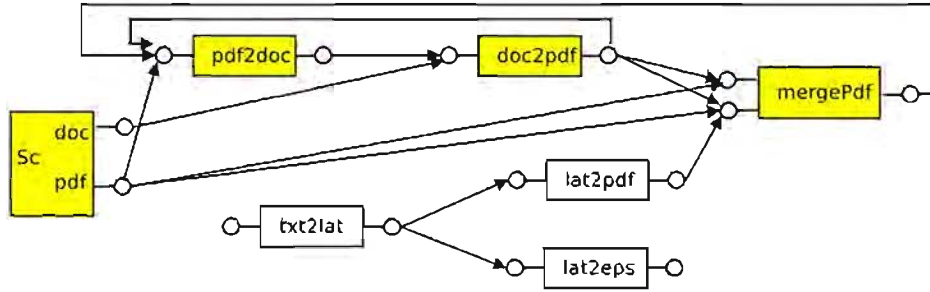 pdf2doc
doc2pdf
mergePdf
doc
Sc
pdf
lat2pdf
txt2lat
lat2eps